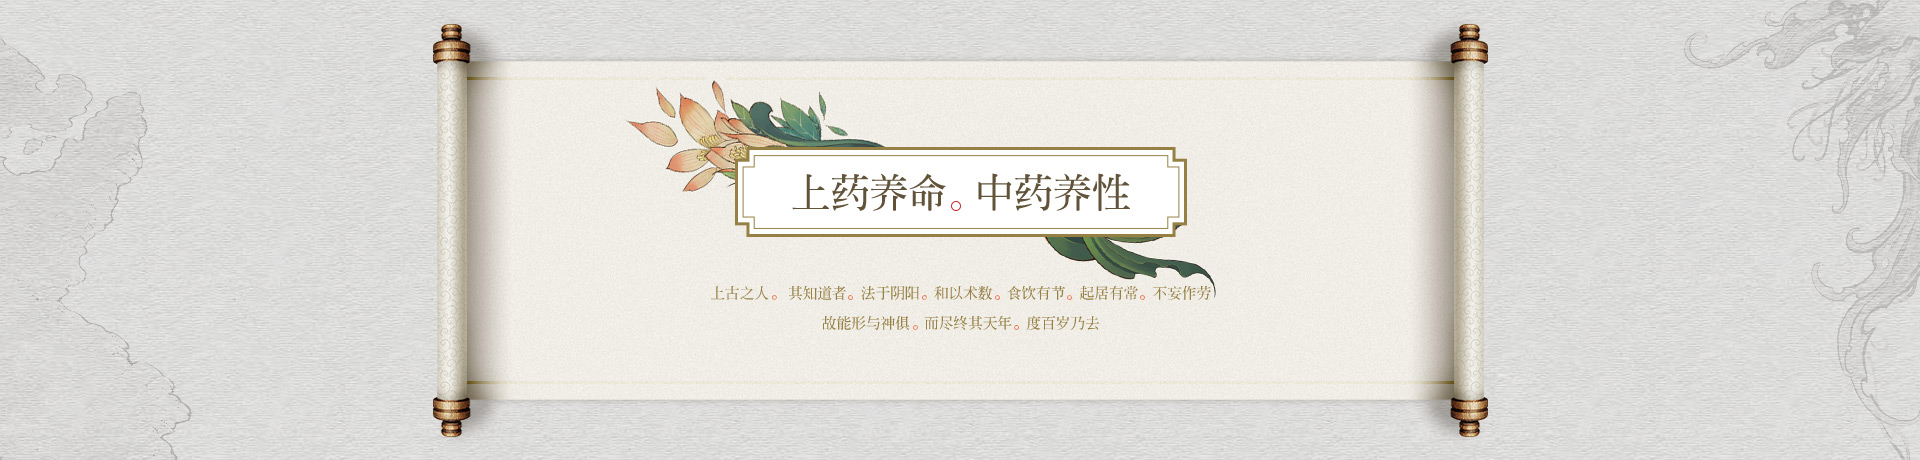 上药养命。中药养性
上古之人。其知道者。法于阴阳。和以术数。食饮有节。起居有常。不妄作劳
故能形与神俱。而尽终其天年。度百岁乃去